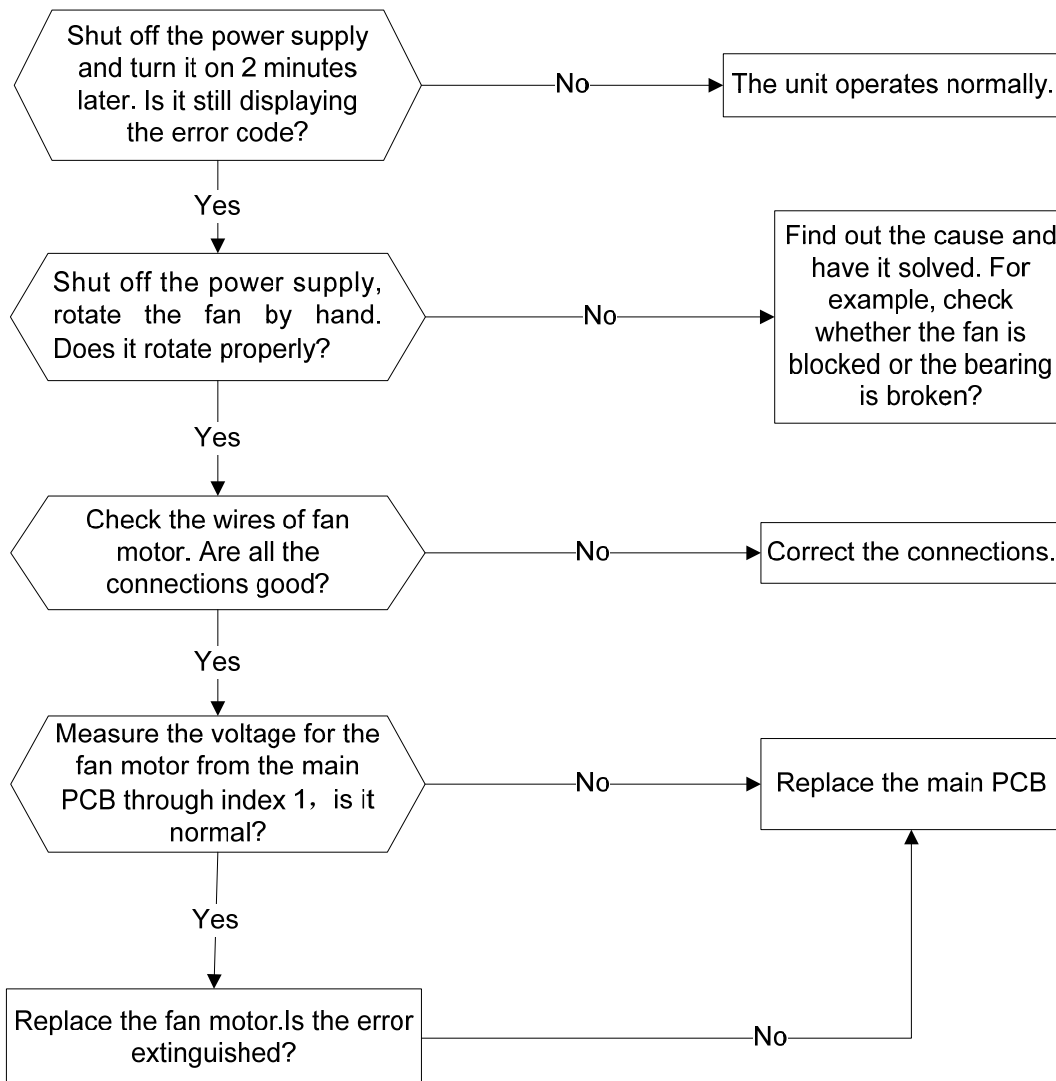 Shut off the power supply
and turn it on 2 minutes
later. Is it still displaying
the error code?
No
The unit operates normally.
Yes
Shut off the power supply,
rotate the fan by hand.
Does it rotate properly?
No
Find out the cause and
have it solved. For
example, check
whether the fan is
blocked or the bearing
is broken?
Yes
Check the wires of fan
motor. Are all the
connections good?
No
Correct the connections.
Yes
Measure the voltage for the
fan motor from the main
PCB through index 1，is it
normal?
No
Replace the main PCB
Yes
Replace the fan motor.Is the error
extinguished?
No